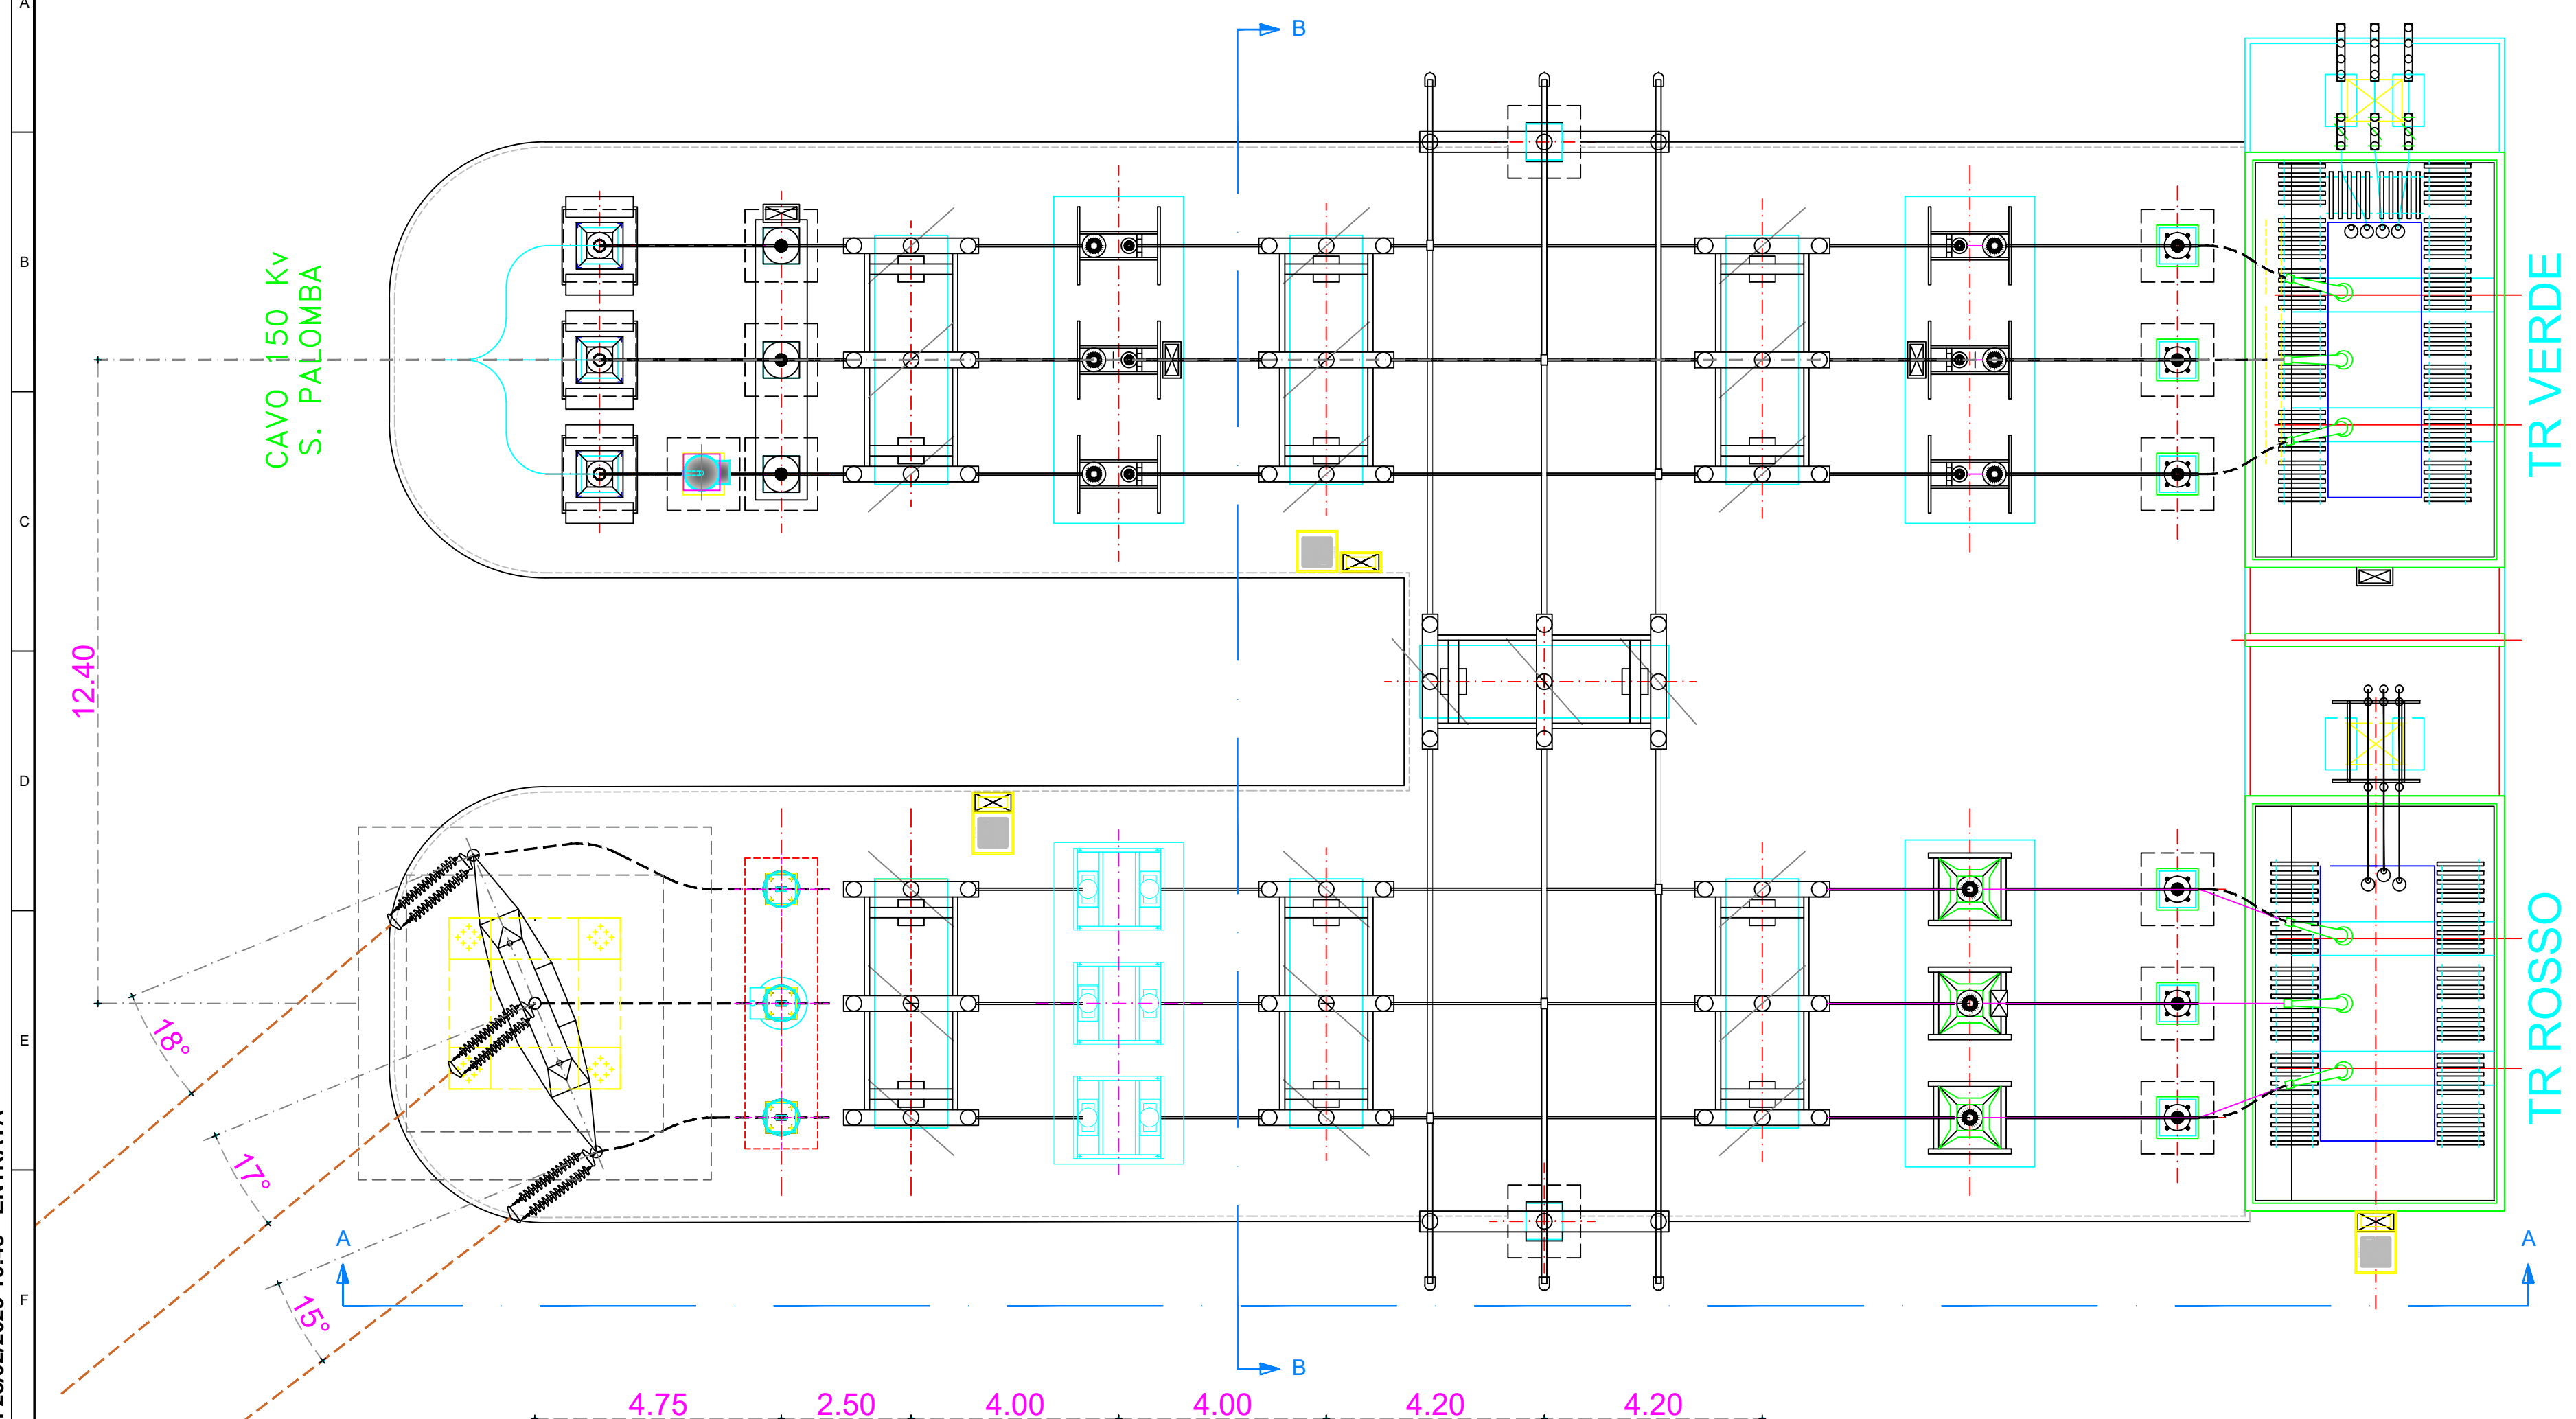 A
B
C
D
E
F
B
CAVO 150 Kv
S. PALOMBA
TR VERDE
12.40
18°
17°
15°
TR ROSSO
A
A
B
4.75
2.50
4.00
4.00
4.20
4.20